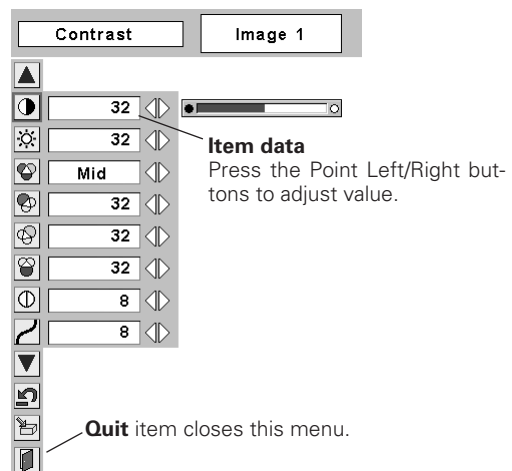 Contrast Image 1
32
32
Item data
Mid
Press the Point Left/Right but-
tons to adjust value.
32
32
32
8
8
Quit item closes this menu.